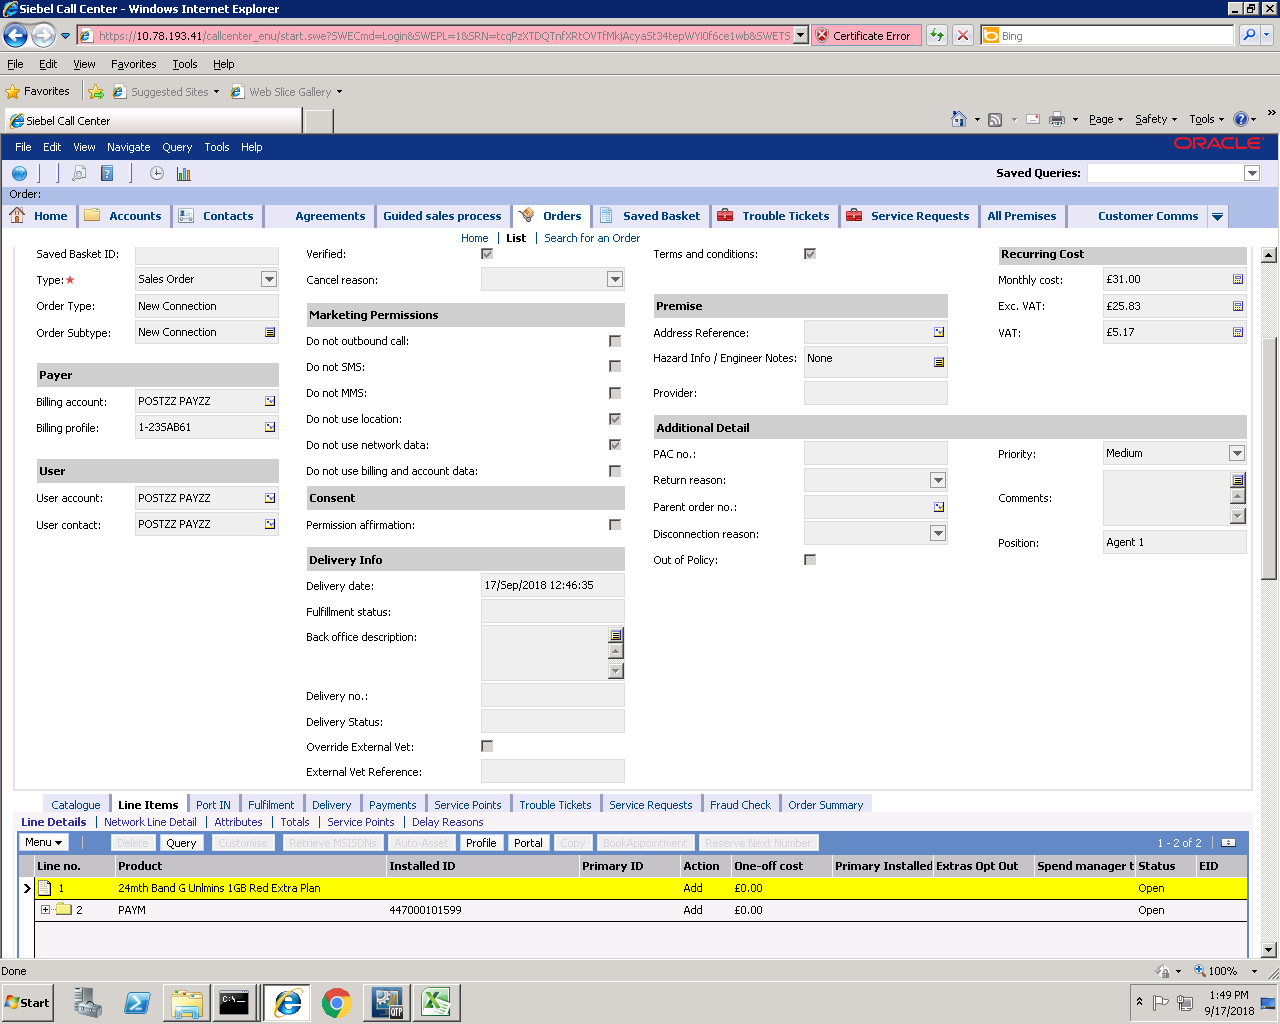 Siebel Call Center - Windows Internet Explorer
https://10.78.193.41/callcenter_enu/start.swe?SWECmd=Login&SWEPL=1&SRN=tcqPzXTDQTnfXRtOVTfMkjAcyaSt34tepWYi0f6ce1wb&SWETS Certificate Error Bing
File Edit View Favorites Tools Help
Favorites Suggested Sites Web Slice Gallery
Siebel Call Center Page Safety Tools »
File Edit View Navigate Query Tools Help ORACLE
Saved Queries:
Order:
Home Accounts Contacts Agreements Guided sales process Orders Saved Basket Trouble Tickets Service Requests All Premises Customer Comms
Home | List | Search for an Order
Saved Basket ID:
Type:
Sales Order
Order Type:
New Connection
Order Subtype:
New Connection
Payer
Billing account:
POSTZZ PAYZZ
Billing profile:
1-235AB61
User
User account:
POSTZZ PAYZZ
User contact:
POSTZZ PAYZZ
Verified:
Cancel reason:
Marketing Permissions
Do not outbound call:
Do not SMS:
Do not MMS:
Do not use location:
Do not use network data:
Do not use billing and account data:
Consent
Permission affirmation:
Delivery Info
Delivery date:
17/Sep/2018 12:46:35
Fulfillment status:
Back office description:
Delivery no.:
Delivery Status:
Override External Vet:
External Vet Reference:
Terms and conditions:
Premise
Address Reference:
Hazard Info / Engineer Notes:
None
Provider:
Additional Detail
PAC no.:
Return reason:
Parent order no.:
Disconnection reason:
Out of Policy:
Recurring Cost
Monthly cost:
£31.00
Exc. VAT:
£25.83
VAT:
£5.17
Priority:
Medium
Comments:
Position:
Agent 1
Catalogue Line Items Port IN Fulfilment Delivery Payments Service Points Trouble Tickets Service Requests Fraud Check Order Summary
Line Details | Network Line Detail | Attributes | Totals | Service Points | Delay Reasons
Menu Delete Query Customise Retrieve MSISDNs Auto-Asset Profile Portal Copy BookAppointment Reserve Next Number 1 - 2 of 2
Line no. Product Installed ID Primary ID Action One-off cost Primary Installed Extras Opt Out Spend manager t Status EID
1 24mth Band G Unlmins 1GB Red Extra Plan Add £0.00 Open
2 PAYM 447000101599 Add £0.00 Open
Done 100%
Start C:\ QTP 1:49 PM
9/17/2018